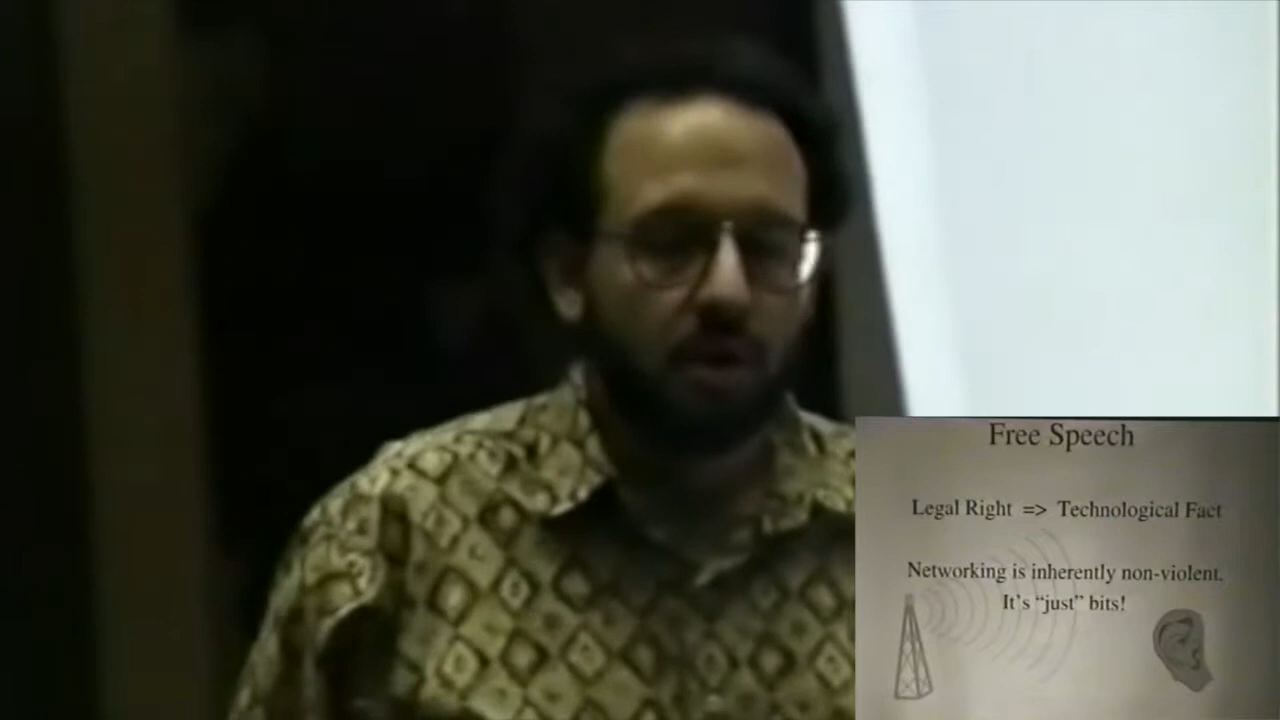 Free Speech
Legal Right => Technological Fact
Networking is inherently non-violent.
It's “just” bits!